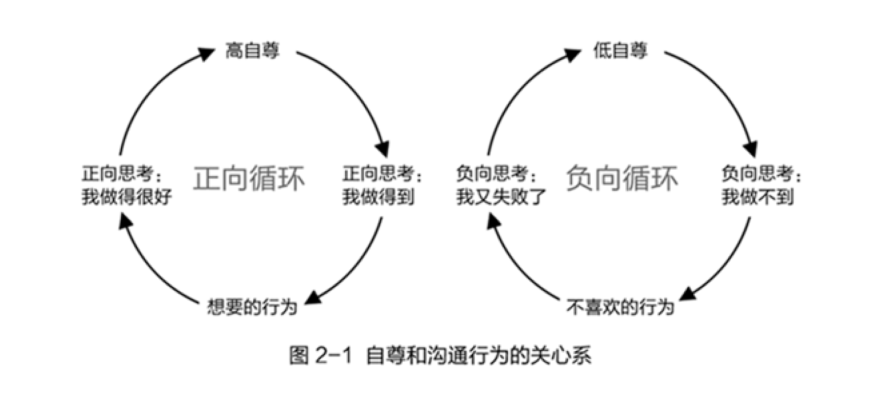 高自尊
正向思考：
我做得到
想要的行为
正向思考：
我做得很好
正向循环
低自尊
负向思考：
我做不到
不喜欢的行为
负向思考：
我又失败了
负向循环
图 2-1 自尊和沟通行为的关心系